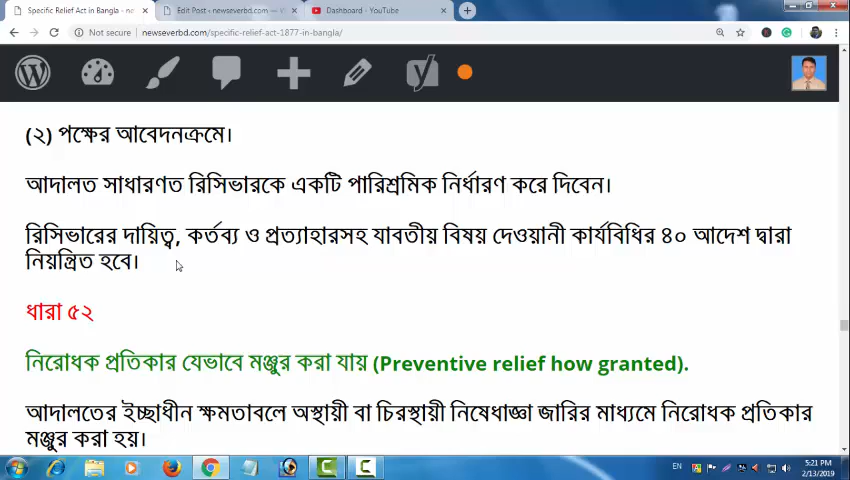 Specific Relief Act in Bangla - ne
Edit Post ‹ newseverbd.com — W
Dashboard - YouTube
Not secure | newseverbd.com/specific-relief-act-1877-in-bangla/
(২) পক্ষের আবেদনক্রমে।
আদালত সাধারণত রিসিভারকে একটি পারিশ্রমিক নির্ধারণ করে দিবেন।
রিসিভারের দায়িত্ব, কর্তব্য ও প্রত্যাহারসহ যাবতীয় বিষয় দেওয়ানী কার্যবিধির ৪০ আদেশ দ্বারা
নিয়ন্ত্রিত হবে।
ধারা ৫২
নিরোধক প্রতিকার যেভাবে মঞ্জুর করা যায় (Preventive relief how granted).
আদালতের ইচ্ছাধীন ক্ষমতাবলে অস্থায়ী বা চিরস্থায়ী নিষেধাজ্ঞা জারির মাধ্যমে নিরোধক প্রতিকার
মঞ্জুর করা হয়।
EN
5:21 PM
2/13/2019